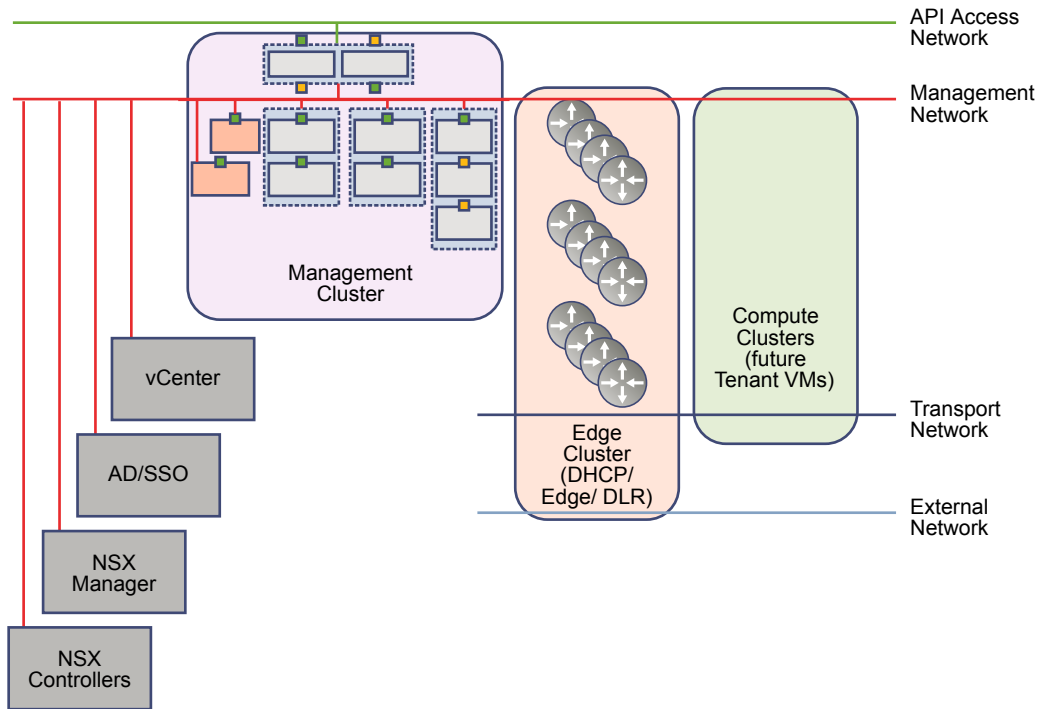 API Access
Network
Management
Network
Management
Cluster
Compute
Clusters
(future
Tenant VMs)
vCenter
Transport
Network
Edge
Cluster
(DHCP/
Edge/ DLR)
AD/SSO
External
Network
NSX
Manager
NSX
Controllers